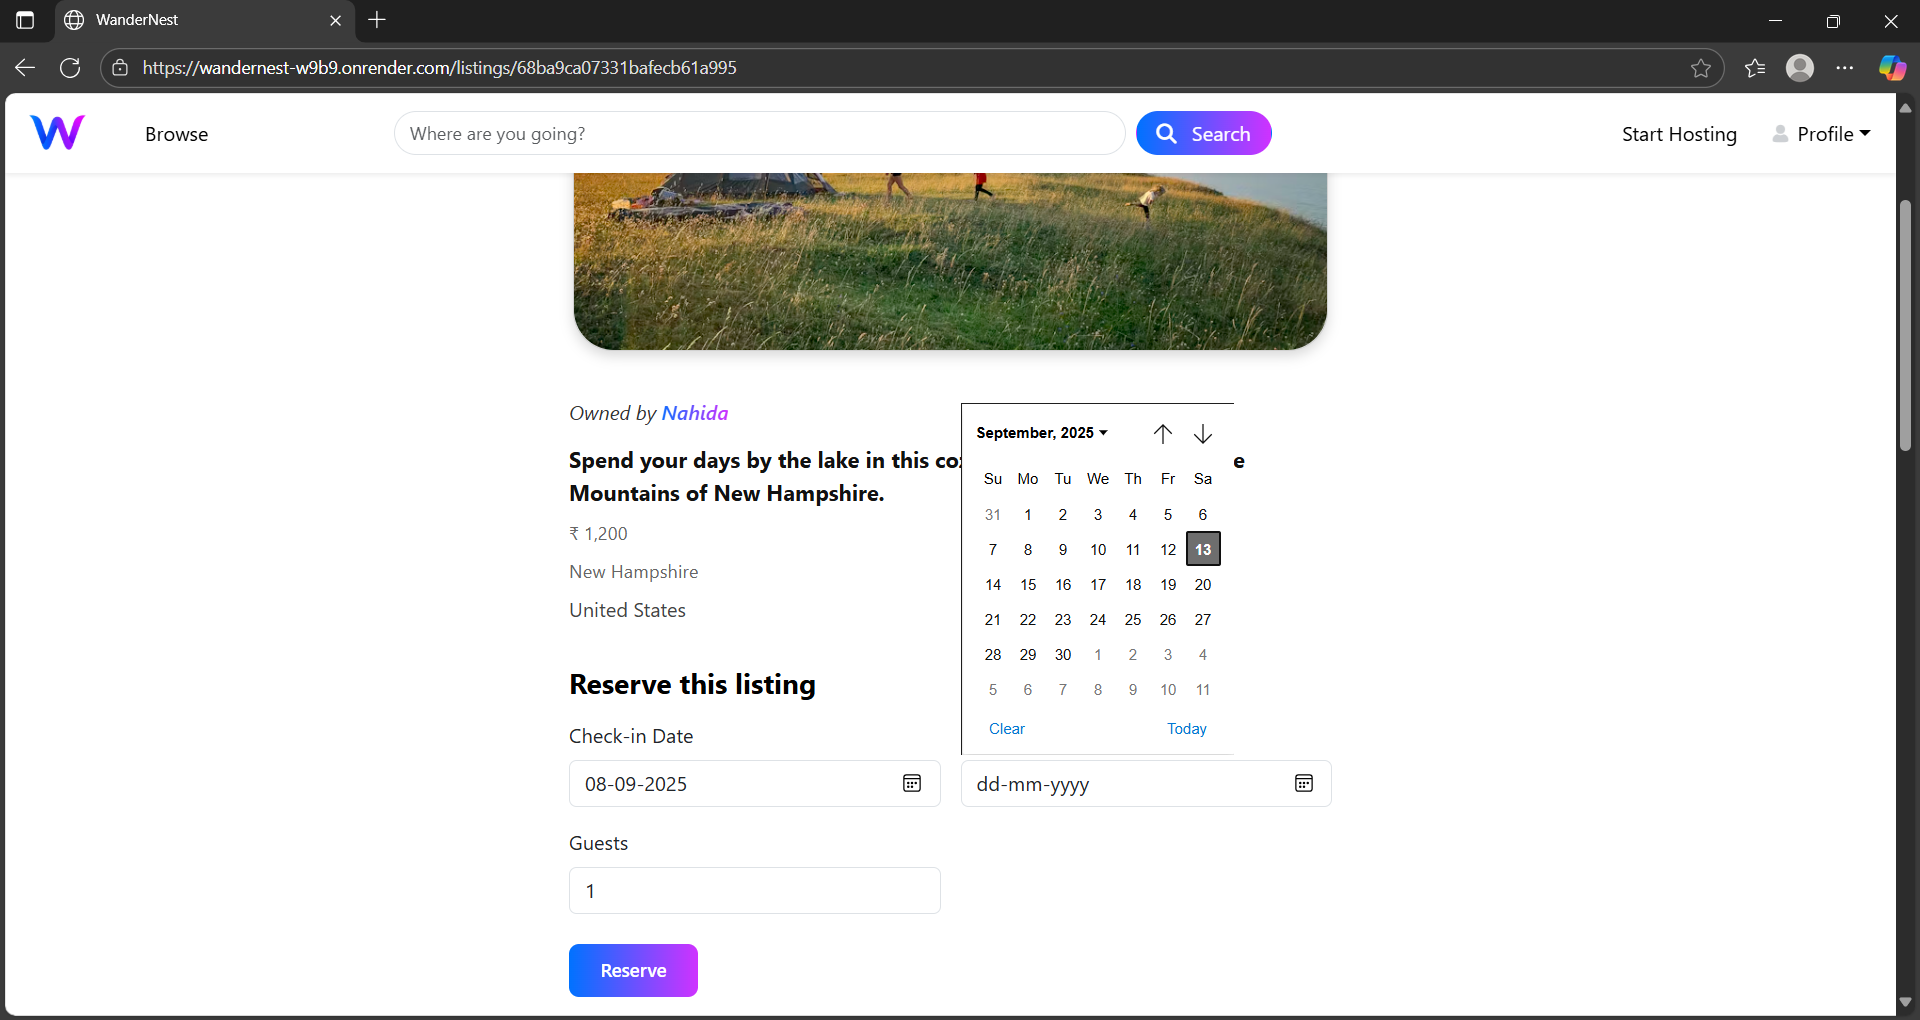 WanderNest
https://wandernest-w9b9.onrender.com/listings/68ba9ca07331bafecb61a995
W
Browse
Where are you going?
Search
Start Hosting
Profile
Owned by Nahida
Spend your days by the lake in this
e
Mountains of New Hampshire.
₹ 1,200
New Hampshire
United States
September, 2025
Su Mo Tu We Th Fr Sa
31 1 2 3 4 5 6
7 8 9 10 11 12 13
14 15 16 17 18 19 20
21 22 23 24 25 26 27
28 29 30 1 2 3 4
5 6 7 8 9 10 11
Clear Today
Reserve this listing
Check-in Date
08-09-2025
dd-mm-yyyy
Guests
1
Reserve